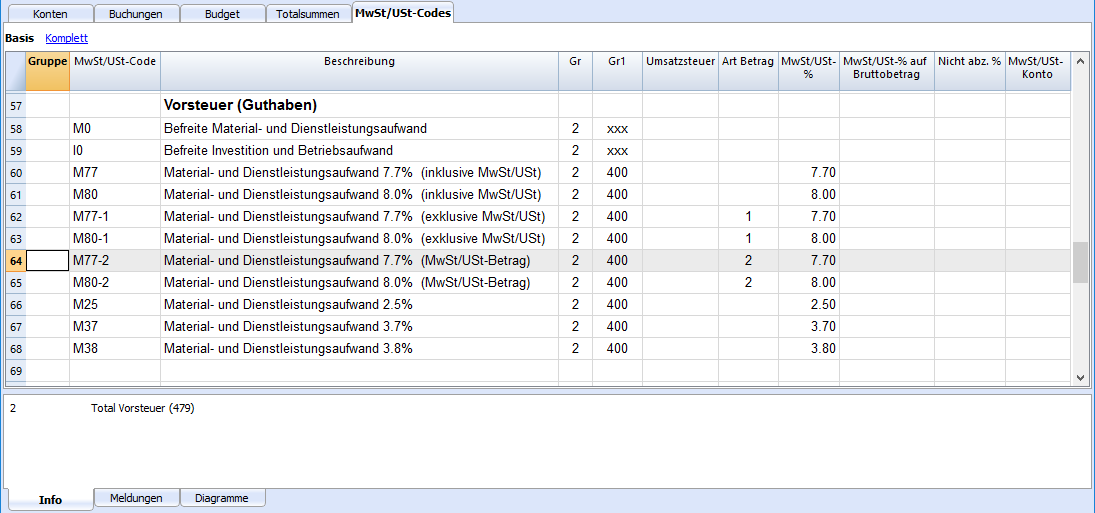 Konten Buchungen Budget Totalsummen MwSt/USt-Codes
Basis Komplett
Gruppe MwSt/USt-Code Beschreibung Gr Gr1 Umsatzsteuer Art Betrag MwSt/USt-% MwSt/USt-% auf Bruttobetrag Nicht abz. % MwSt/USt-Konto
57 Vorsteuer (Guthaben)
58 M0 Befreite Material- und Dienstleistungsaufwand 2 xxx
59 I0 Befreite Investition und Betriebsaufwand 2 xxx
60 M77 Material- und Dienstleistungsaufwand 7.7% (inklusive MwSt/USt) 2 400 7.70
61 M80 Material- und Dienstleistungsaufwand 8.0% (inklusive MwSt/USt) 2 400 8.00
62 M77-1 Material- und Dienstleistungsaufwand 7.7% (exklusive MwSt/USt) 2 400 1 7.70
63 M80-1 Material- und Dienstleistungsaufwand 8.0% (exklusive MwSt/USt) 2 400 1 8.00
64 M77-2 Material- und Dienstleistungsaufwand 7.7% (MwSt/USt-Betrag) 2 400 2 7.70
65 M80-2 Material- und Dienstleistungsaufwand 8.0% (MwSt/USt-Betrag) 2 400 2 8.00
66 M25 Material- und Dienstleistungsaufwand 2.5% 2 400 2.50
67 M37 Material- und Dienstleistungsaufwand 3.7% 2 400 3.70
68 M38 Material- und Dienstleistungsaufwand 3.8% 2 400 3.80
69
2 Total Vorsteuer (479)
Info Meldungen Diagramme